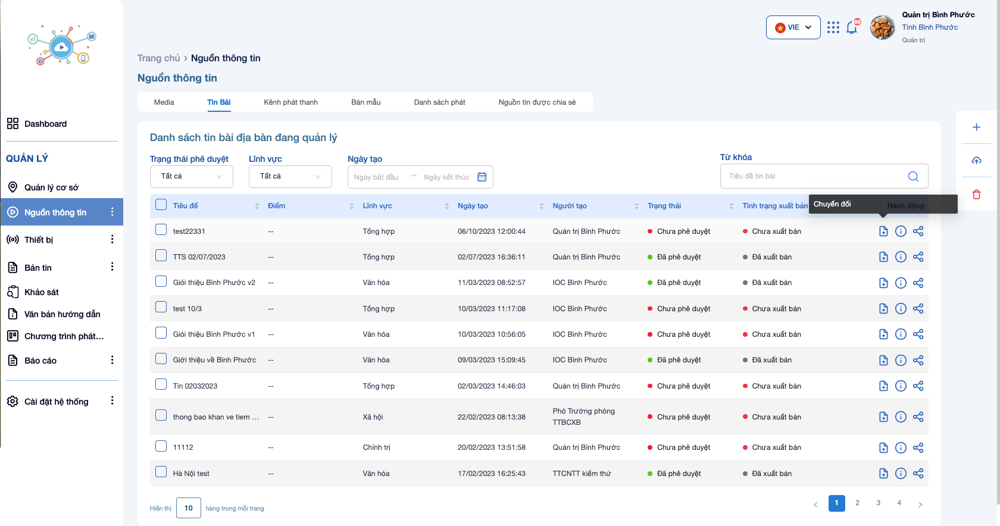 VIE
99
Quản trị Bình Phước
Tỉnh Bình Phước
Quản trị
Trang chủ › Nguồn thông tin
Nguồn thông tin
Media
Tin Bài
Kênh phát thanh
Bản mẫu
Danh sách phát
Nguồn tin được chia sẻ
Dashboard
QUẢN LÝ
Quản lý cơ sở
Nguồn thông tin
Thiết bị
Bản tin
Khảo sát
Văn bản hướng dẫn
Chương trình phát...
Báo cáo
Cài đặt hệ thống
Danh sách tin bài địa bàn đang quản lý
Trạng thái phê duyệt
Lĩnh vực
Ngày tạo
Từ khóa
Tất cả
Tất cả
Ngày bắt đầu
Ngày kết thúc
Tiêu đề tin bài
Chuyển đổi
Tiêu đề Điểm Lĩnh vực Ngày tạo Người tạo Trạng thái Tình trạng xuất bản Hành động
test22331 -- Tổng hợp 06/10/2023 12:00:44 Quản trị Bình Phước Chưa phê duyệt Chưa xuất bản
TTS 02/07/2023 -- Tổng hợp 02/07/2023 16:36:11 Quản trị Bình Phước Đã phê duyệt Đã xuất bản
Giói thiệu Bình Phước v2 -- Văn hóa 11/03/2023 08:52:57 IOC Bình Phước Đã phê duyệt Đã xuất bản
test 10/3 -- Tổng hợp 10/03/2023 11:17:08 IOC Bình Phước Chưa phê duyệt Chưa xuất bản
Giói thiệu Bình Phước v1 -- Văn hóa 10/03/2023 10:56:05 IOC Bình Phước Chưa phê duyệt Chưa xuất bản
Giới thiệu về Bình Phước -- Văn hóa 09/03/2023 15:09:45 IOC Bình Phước Đã phê duyệt Đã xuất bản
Tin 02032023 -- Tổng hợp 02/03/2023 14:46:03 Quản trị Bình Phước Chưa phê duyệt Chưa xuất bản
thong bao khan ve tiem ... -- Xã hội 22/02/2023 08:13:38 Phó Trưởng phòng TTBCXB Chưa phê duyệt Chưa xuất bản
11112 -- Chính trị 20/02/2023 13:51:58 Quản trị Bình Phước Chưa phê duyệt Chưa xuất bản
Hà Nội test -- Văn hóa 17/02/2023 16:25:43 TTCNTT kiểm thử Đã phê duyệt Đã xuất bản
Hiển thị 10 hàng trong mỗi trang
< 1 2 3 4 >